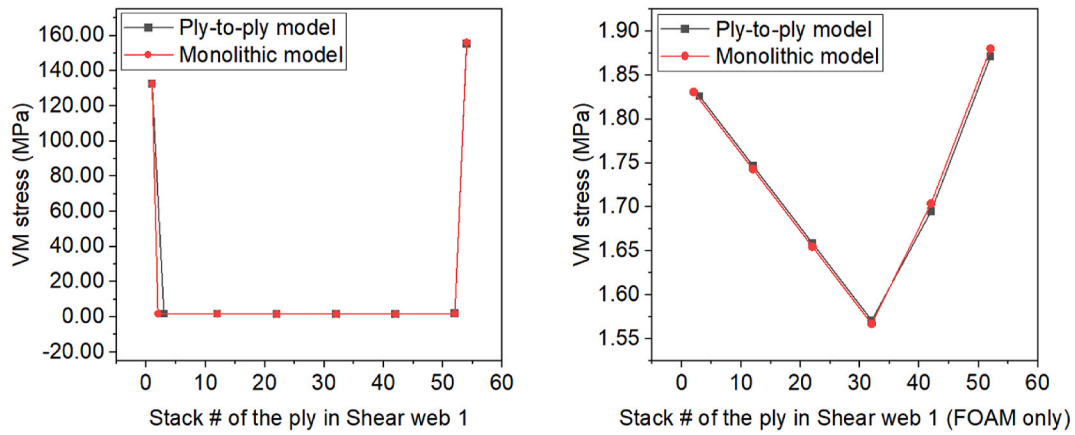 Ply-to-ply model
Monolithic model
160.00
140.00
120.00
100.00
80.00
60.00
40.00
20.00
0.00
-20.00
VM stress (MPa)
0 10 20 30 40 50 60
Stack # of the ply in Shear web 1
Ply-to-ply model
Monolithic model
1.90
1.85
1.80
1.75
1.70
1.65
1.60
1.55
VM stress (MPa)
0 10 20 30 40 50 60
Stack # of the ply in Shear web 1 (FOAM only)